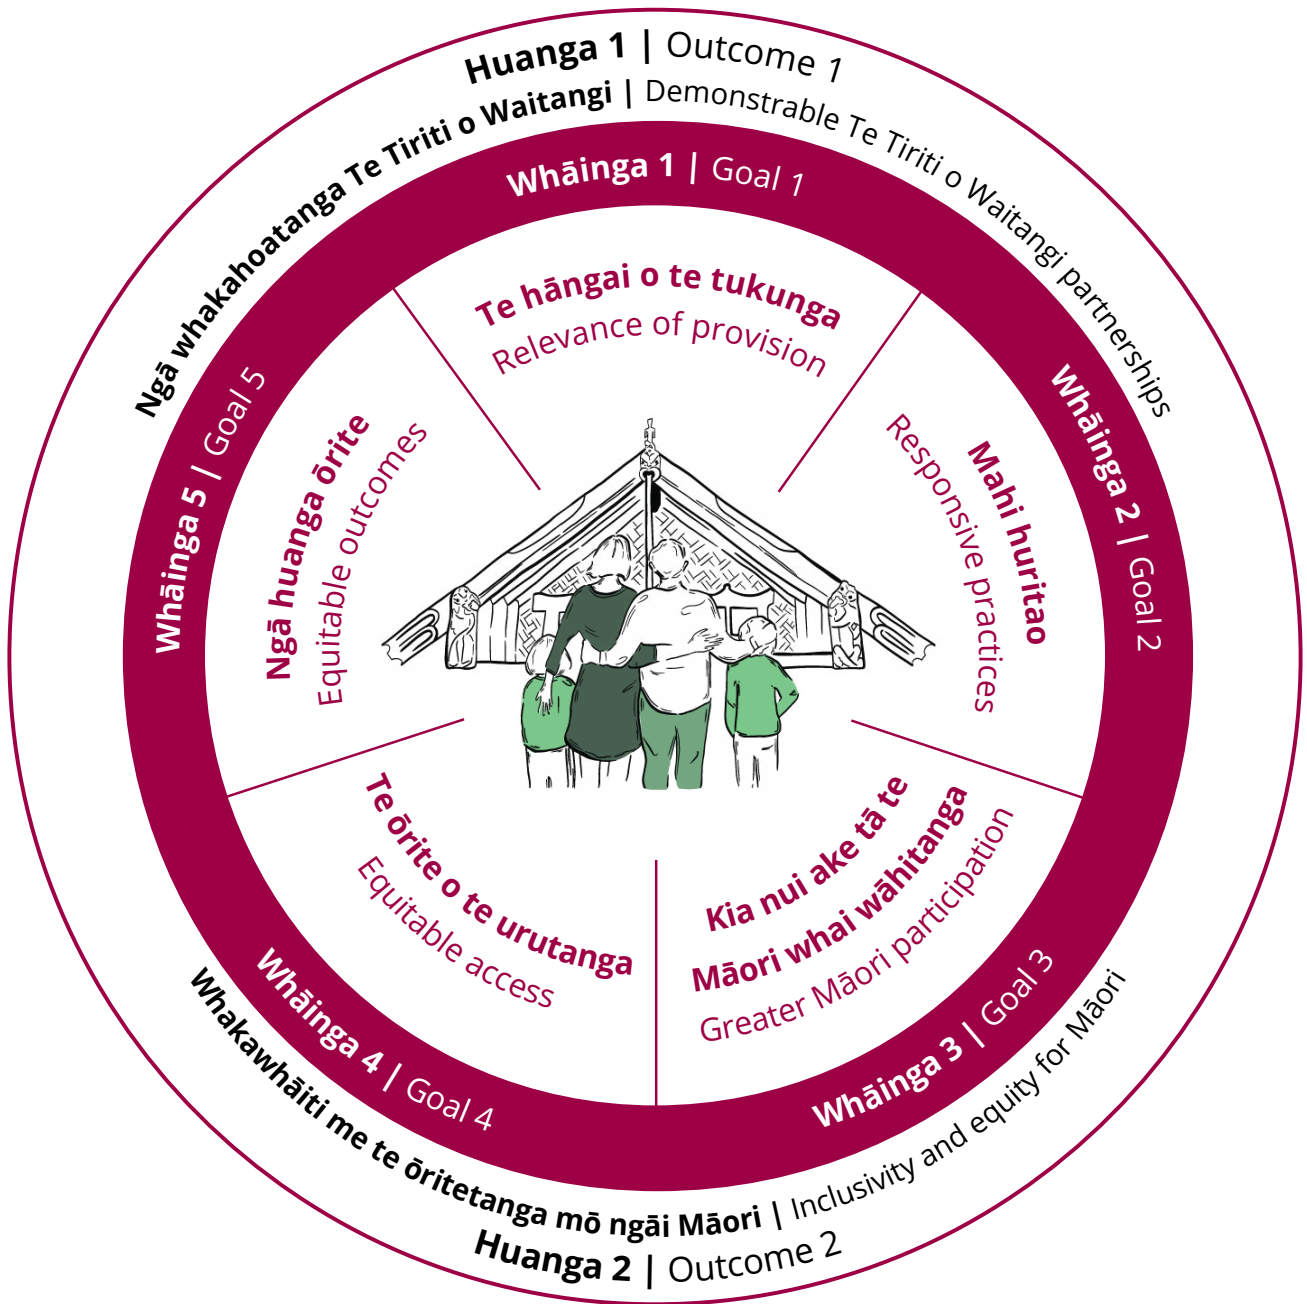 Huanga 1 | Outcome 1
Ngā whakahoatanga Te Tiriti o Waitangi | Demonstrable Te Tiriti o Waitangi partnerships
Whāinga 1 | Goal 1
Te hāngai o te tukunga
Relevance of provision
Whāinga 2 | Goal 2
Mahi huritao
Responsive practices
Whāinga 3 | Goal 3
Kia nui ake tā te
Māori whai wāhitanga
Greater Māori participation
Whāinga 4 | Goal 4
Te ōrite o te urutanga
Equitable access
Whāinga 5 | Goal 5
Ngā huanga ōrite
Equitable outcomes
Whakawhāiti me te ōritetanga mō ngāi Māori | Inclusivity and equity for Māori
Huanga 2 | Outcome 2